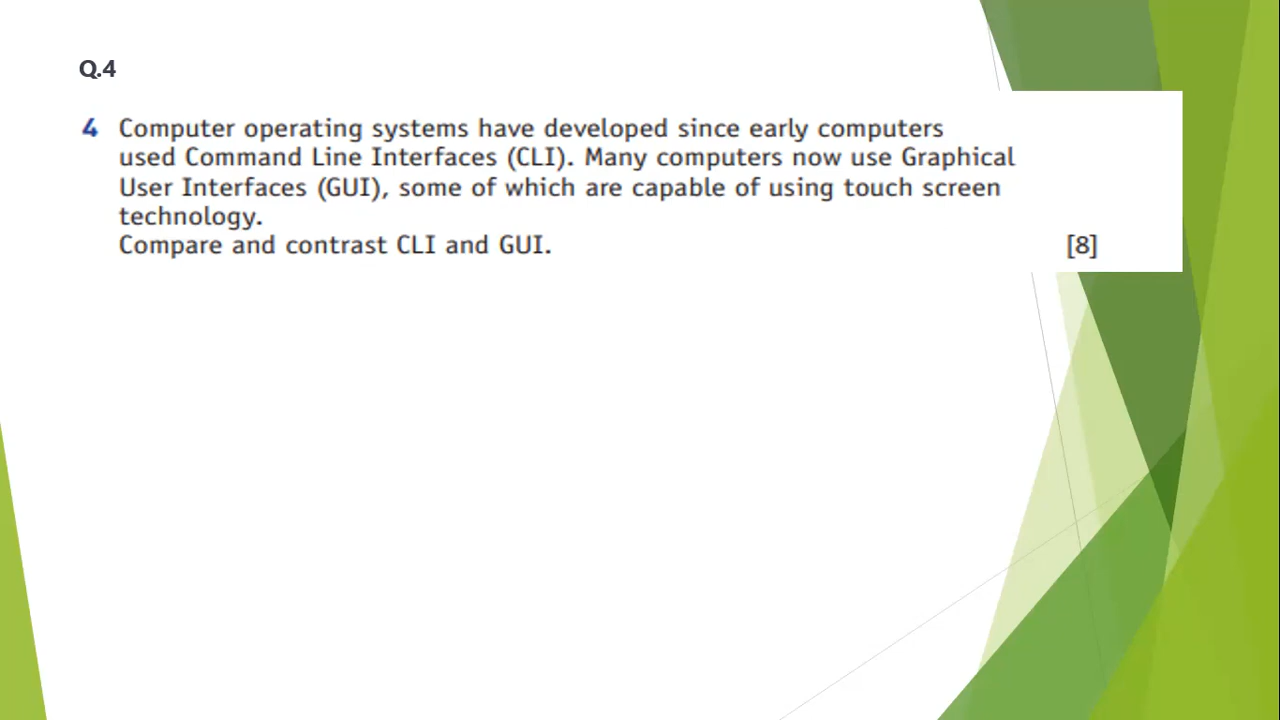 Q.4
4 Computer operating systems have developed since early computers
used Command Line Interfaces (CLI). Many computers now use Graphical
User Interfaces (GUI), some of which are capable of using touch screen
technology.
Compare and contrast CLI and GUI. [8]